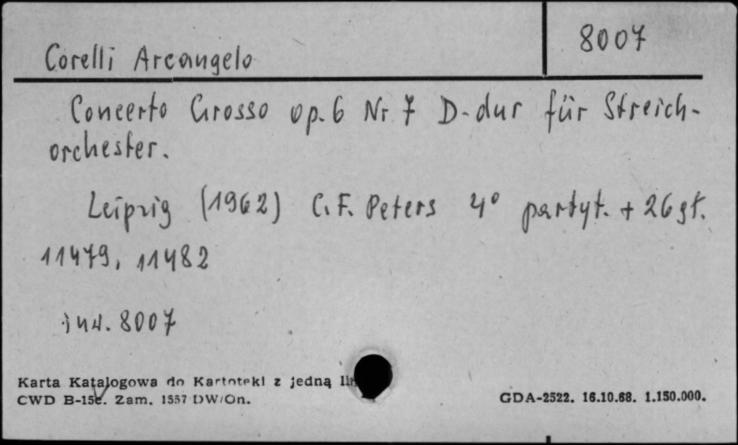 Corelli Arcangelo
8007
Concerto Grosso op. 6 Nr 7 D-dur für Streich-
orchester.
Leipzig (1962) C.F. Peters 4° partyt. + 26 gł.
11479, 11482
inw. 8007
Karta Katalogowa do Kartoteki z jedną
CWD B-15c. Zam. 1557 DW/On.
GDA-2522. 16.10.68. 1.150.000.